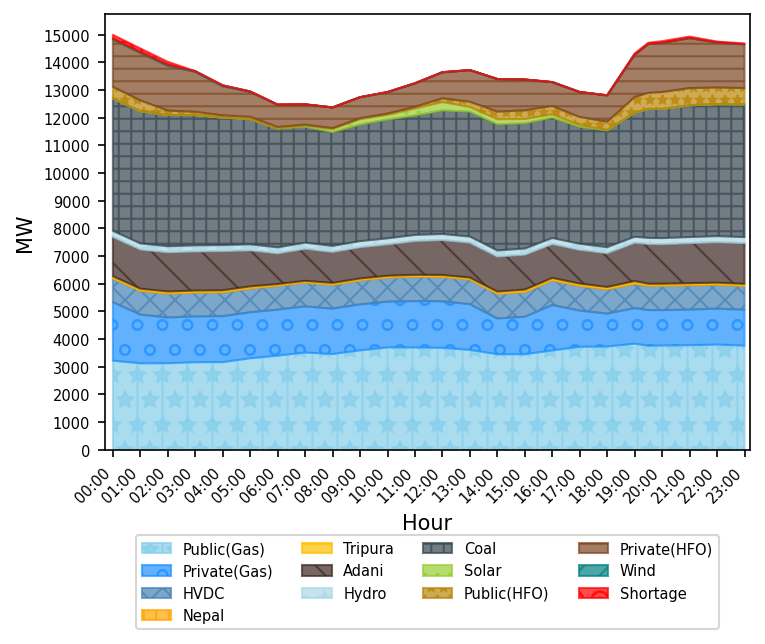 15000
14000
13000
12000
11000
10000
9000
8000
7000
6000
5000
4000
3000
2000
1000
0
MW
00:00 01:00 02:00 03:00 04:00 05:00 06:00 07:00 08:00 09:00 10:00 11:00 12:00 13:00 14:00 15:00 16:00 17:00 18:00 19:00 20:00 21:00 22:00 23:00
Hour
Public(Gas) Tripura Coal Private(HFO)
Private(Gas) Adani Solar Wind
HVDC Hydro Public(HFO) Shortage
Nepal